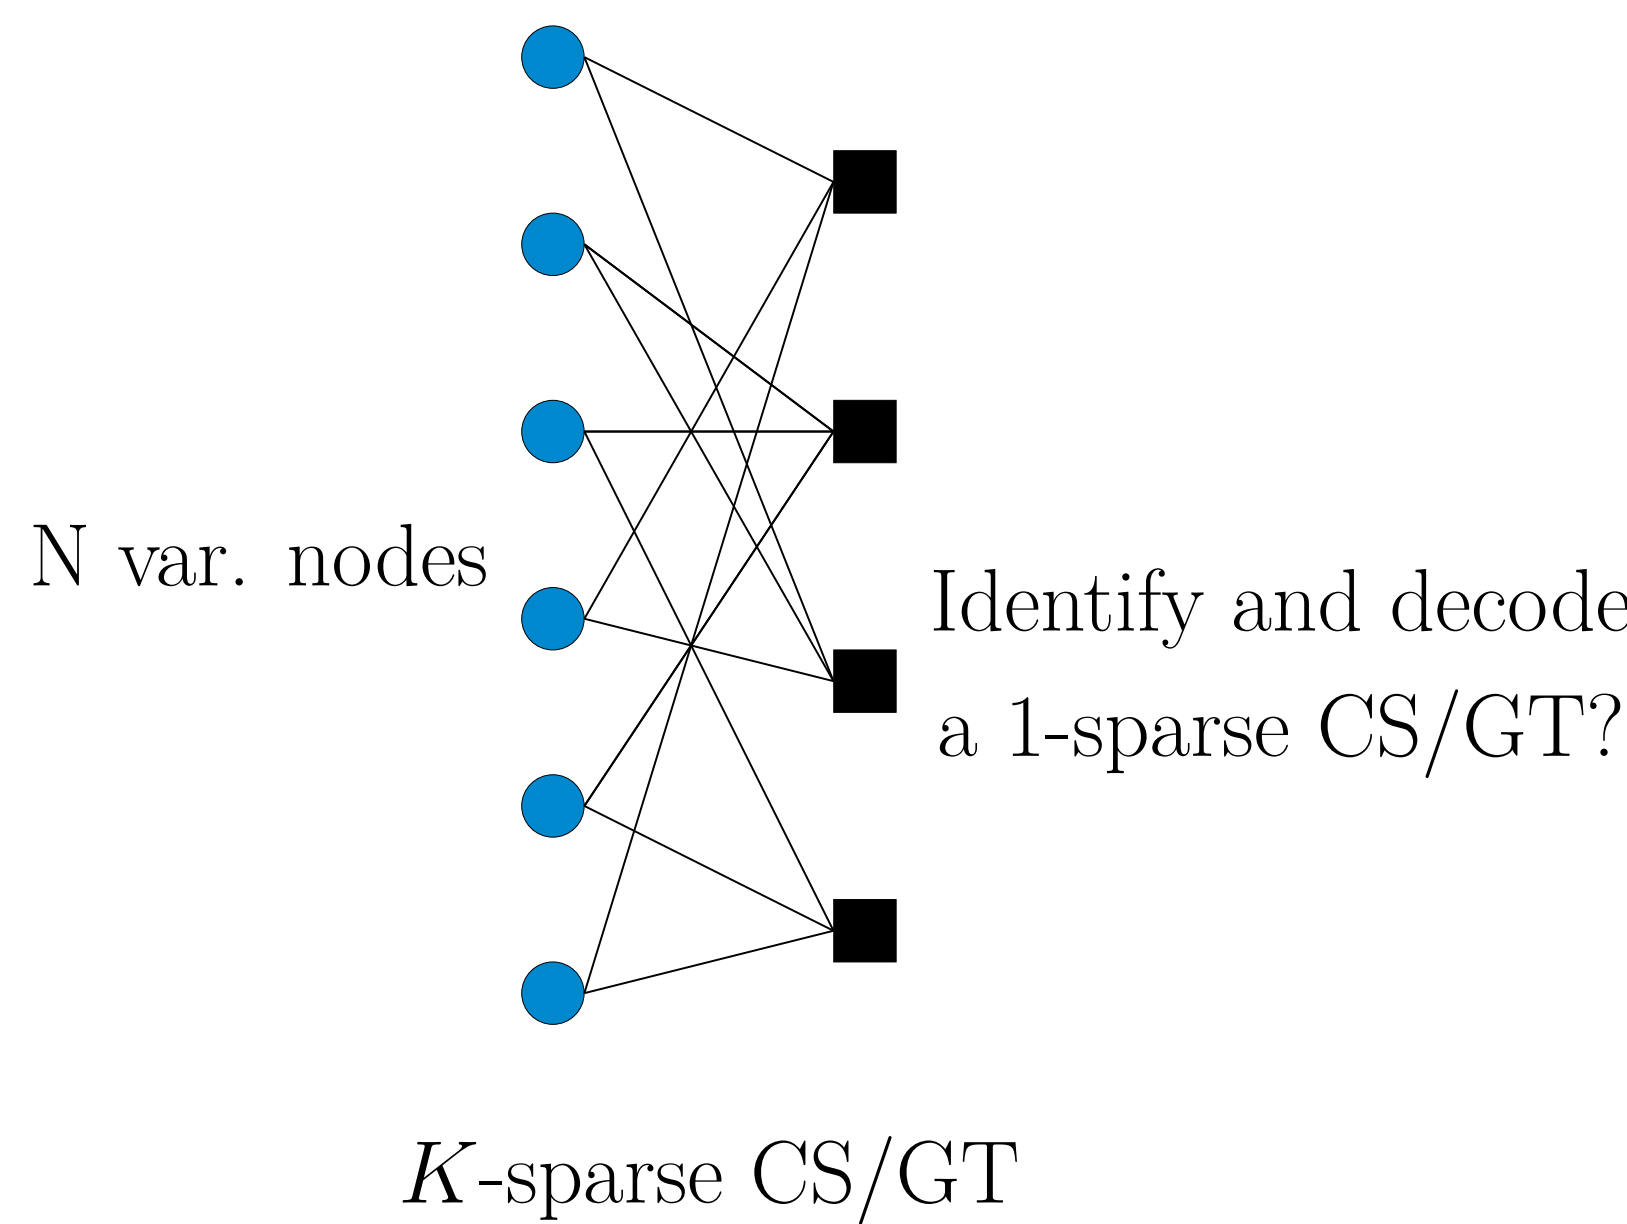 N var. nodes
Identify and decode
a 1-sparse CS/GT?
K-sparse CS/GT